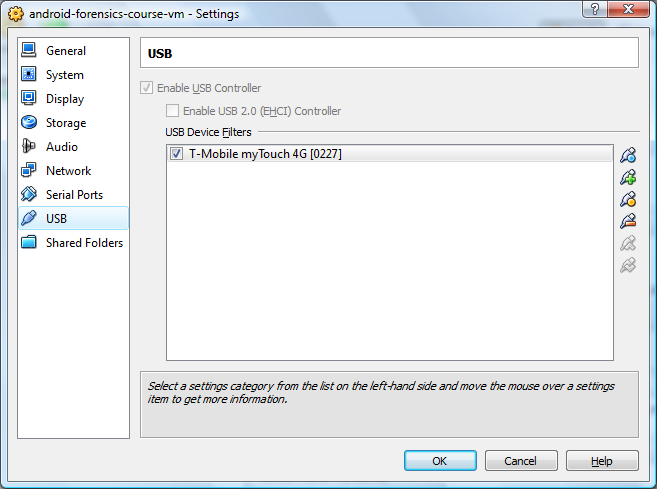 android-forensics-course-vm - Settings
General
System
Display
Storage
Audio
Network
Serial Ports
USB
Shared Folders
USB
Enable USB Controller
Enable USB 2.0 (EHCI) Controller
USB Device Filters
T-Mobile myTouch 4G [0227]
Select a settings category from the list on the left-hand side and move the mouse over a settings
item to get more information.
OK
Cancel
Help